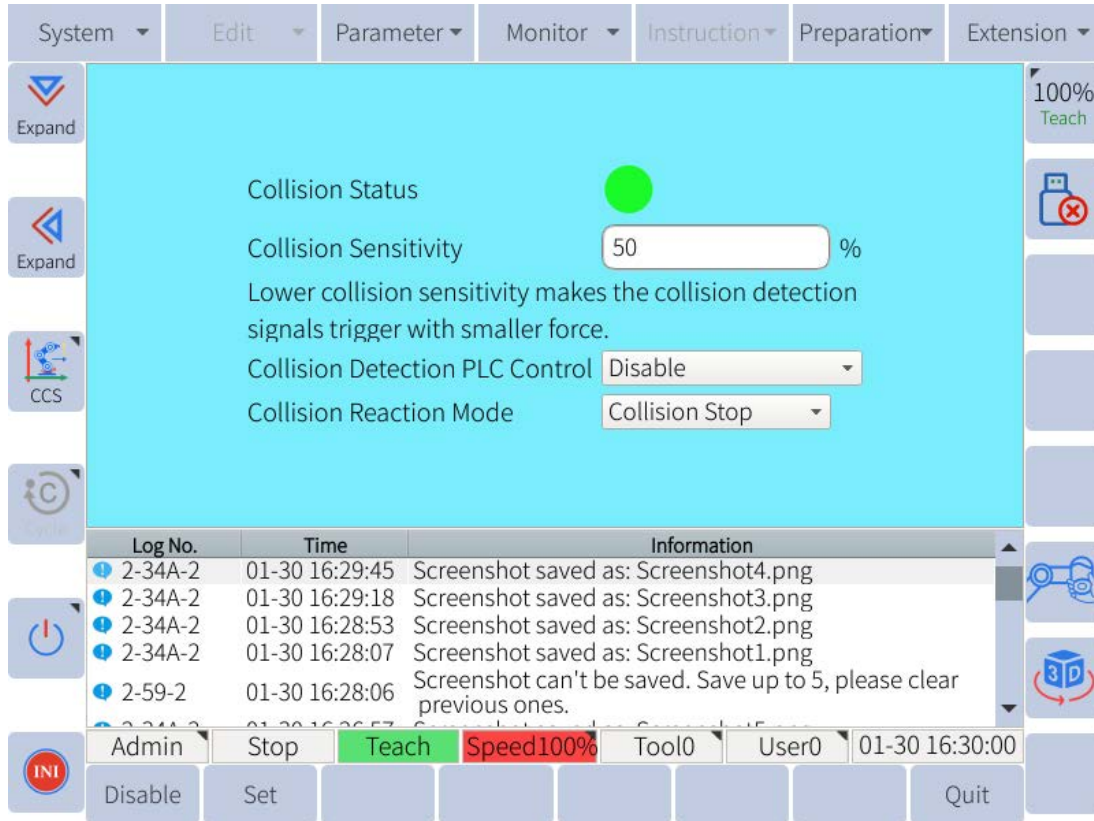 System Edit Parameter Monitor Instruction Preparation Extension
Expand
100%
Teach
Collision Status
Expand
Collision Sensitivity 50 %
Lower collision sensitivity makes the collision detection
signals trigger with smaller force.
CCS
Collision Detection PLC Control Disable
Collision Reaction Mode Collision Stop
C
Cycle
Log No. Time Information
2-34A-2 01-30 16:29:45 Screenshot saved as: Screenshot4.png
2-34A-2 01-30 16:29:18 Screenshot saved as: Screenshot3.png
2-34A-2 01-30 16:28:53 Screenshot saved as: Screenshot2.png
2-34A-2 01-30 16:28:07 Screenshot saved as: Screenshot1.png
2-59-2 01-30 16:28:06 Screenshot can't be saved. Save up to 5, please clear
previous ones.
3D
Admin Stop Teach Speed100% Tool0 User0 01-30 16:30:00
INI
Disable Set Quit